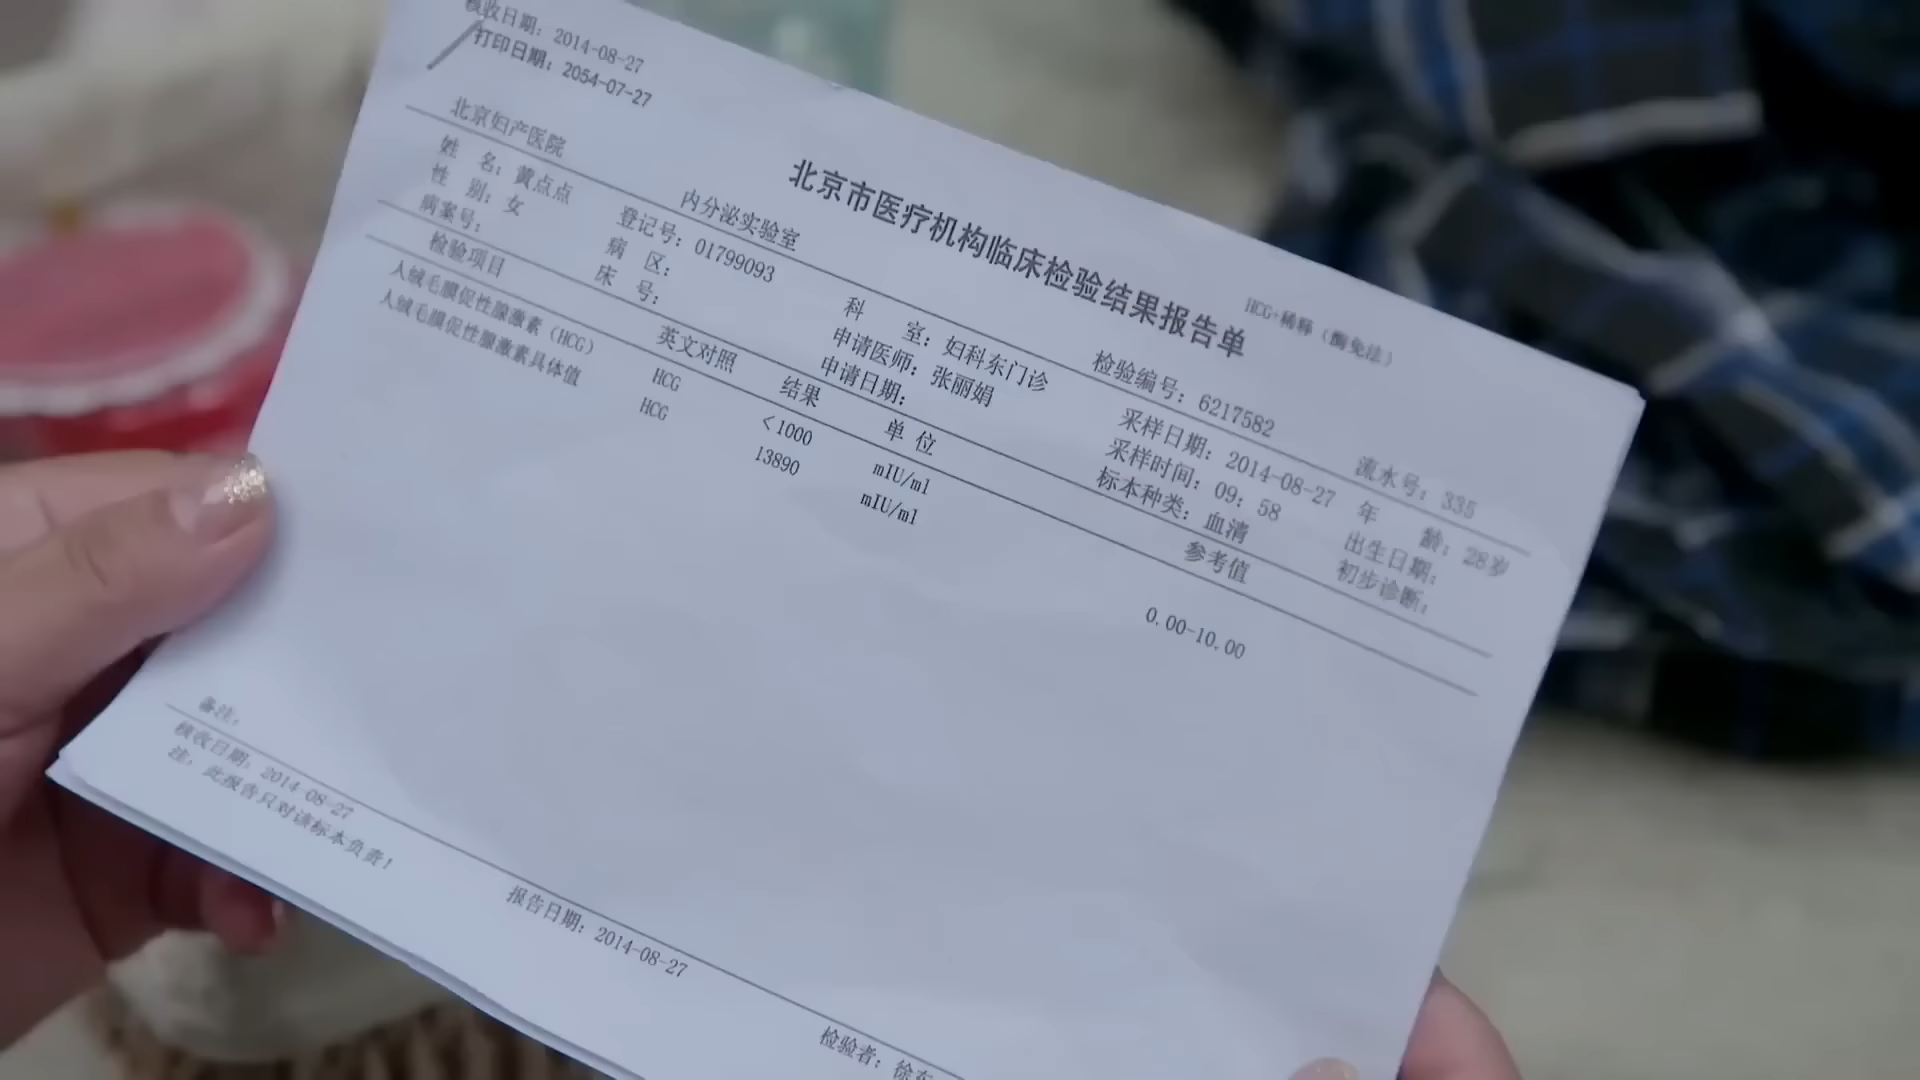 核收日期：2014-08-27
打印日期：2054-07-27
北京市医疗机构临床检验结果报告单
HCG+稀释（酶免法）
北京妇产医院 内分泌实验室 检验编号：6217582 流水号：335
姓 名：黄点点 登记号：01799093 科 室：妇科东门诊 采样日期：2014-08-27 年 龄：28岁
性 别：女 病 区： 申请医师：张丽娟 采样时间：09：58 出生日期：
病案号： 床 号： 申请日期： 标本种类：血清 初步诊断：
检验项目 英文对照 结果 单位 参考值
人绒毛膜促性腺激素（HCG） HCG <1000 mIU/ml 0.00-10.00
人绒毛膜促性腺激素具体值 HCG 13890 mIU/ml
备注：
核收日期：2014-08-27 报告日期：2014-08-27 检验者：徐
注：此报告只对该标本负责！